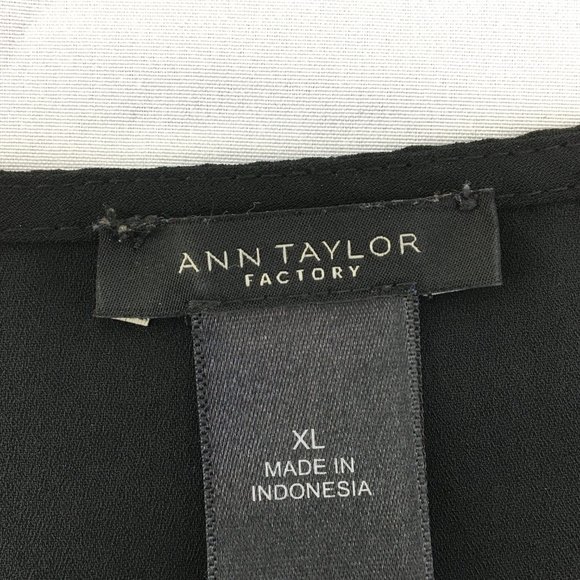 ANN TAYLOR
FACTORY
XL
MADE IN
INDONESIA